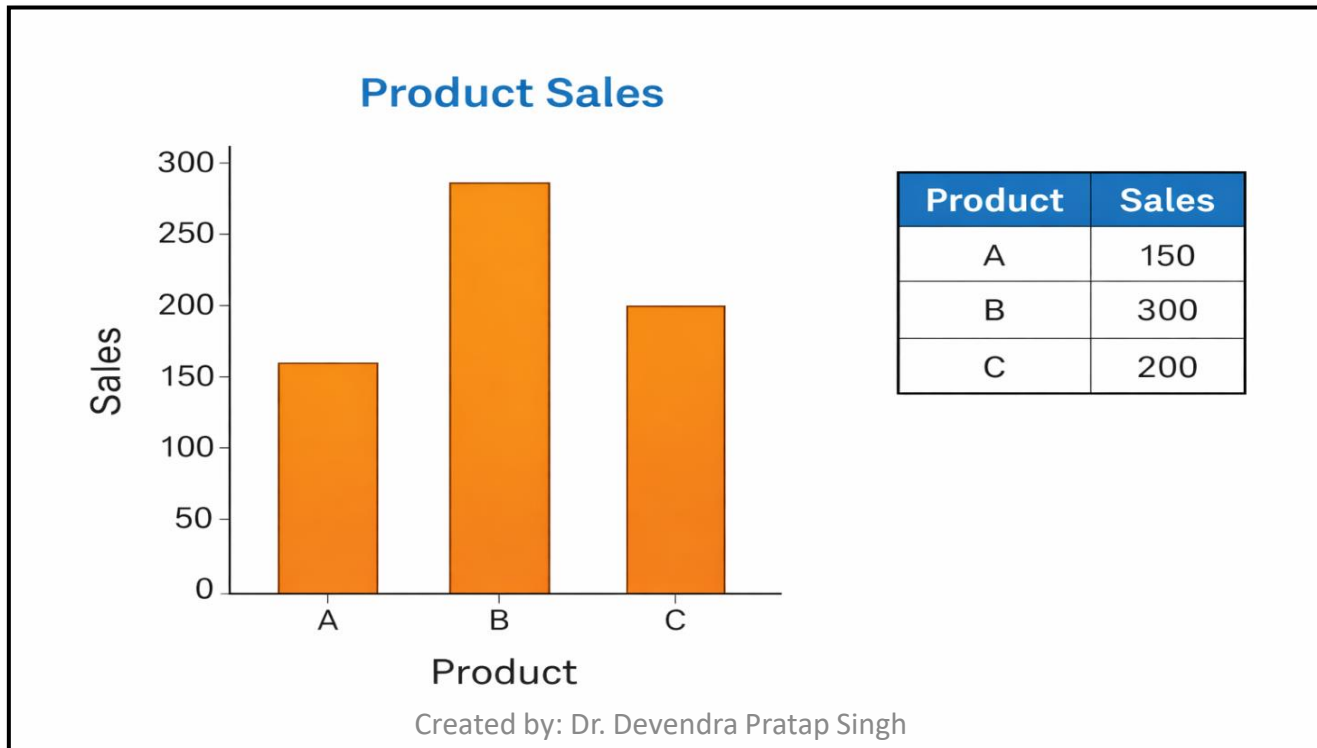 Product Sales
300
250
200
150
100
50
0
Sales
A B C
Product
Product Sales
A 150
B 300
C 200
Created by: Dr. Devendra Pratap Singh